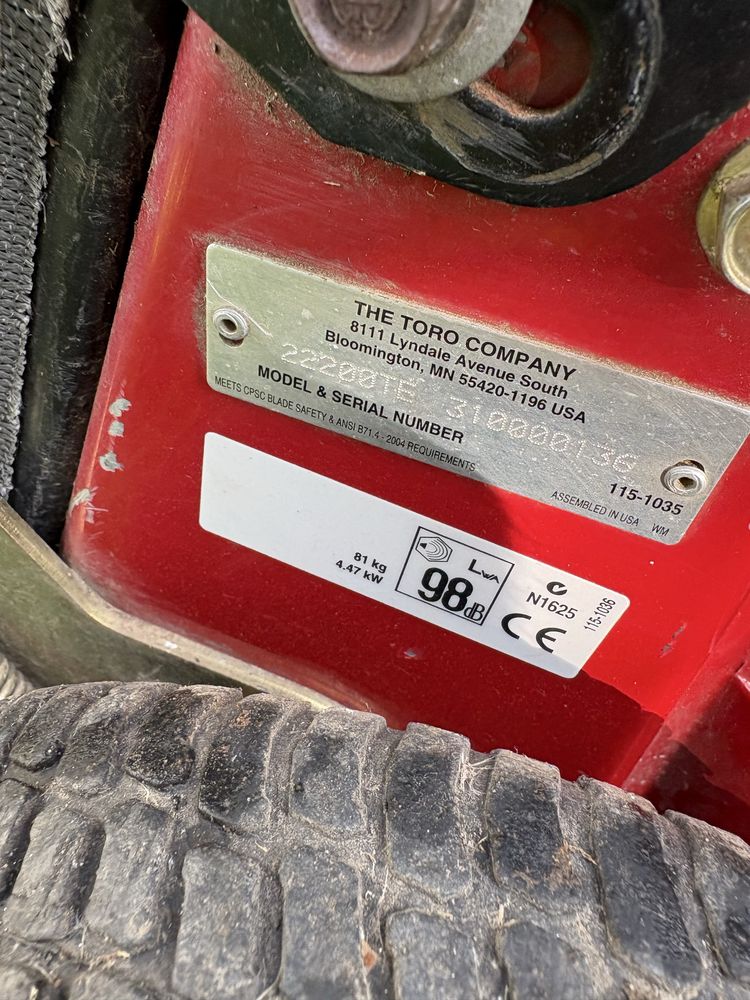 THE TORO COMPANY
8111 Lyndale Avenue South
Bloomington, MN 55420-1196 USA
22200TE 310000136
MODEL & SERIAL NUMBER
MEETS CPSC BLADE SAFETY & ANSI B71.4 - 2004 REQUIREMENTS
115-1035
ASSEMBLED IN USA WM
81 kg
4.47 kW
LWA
98dB
N1625
CE
115-1036